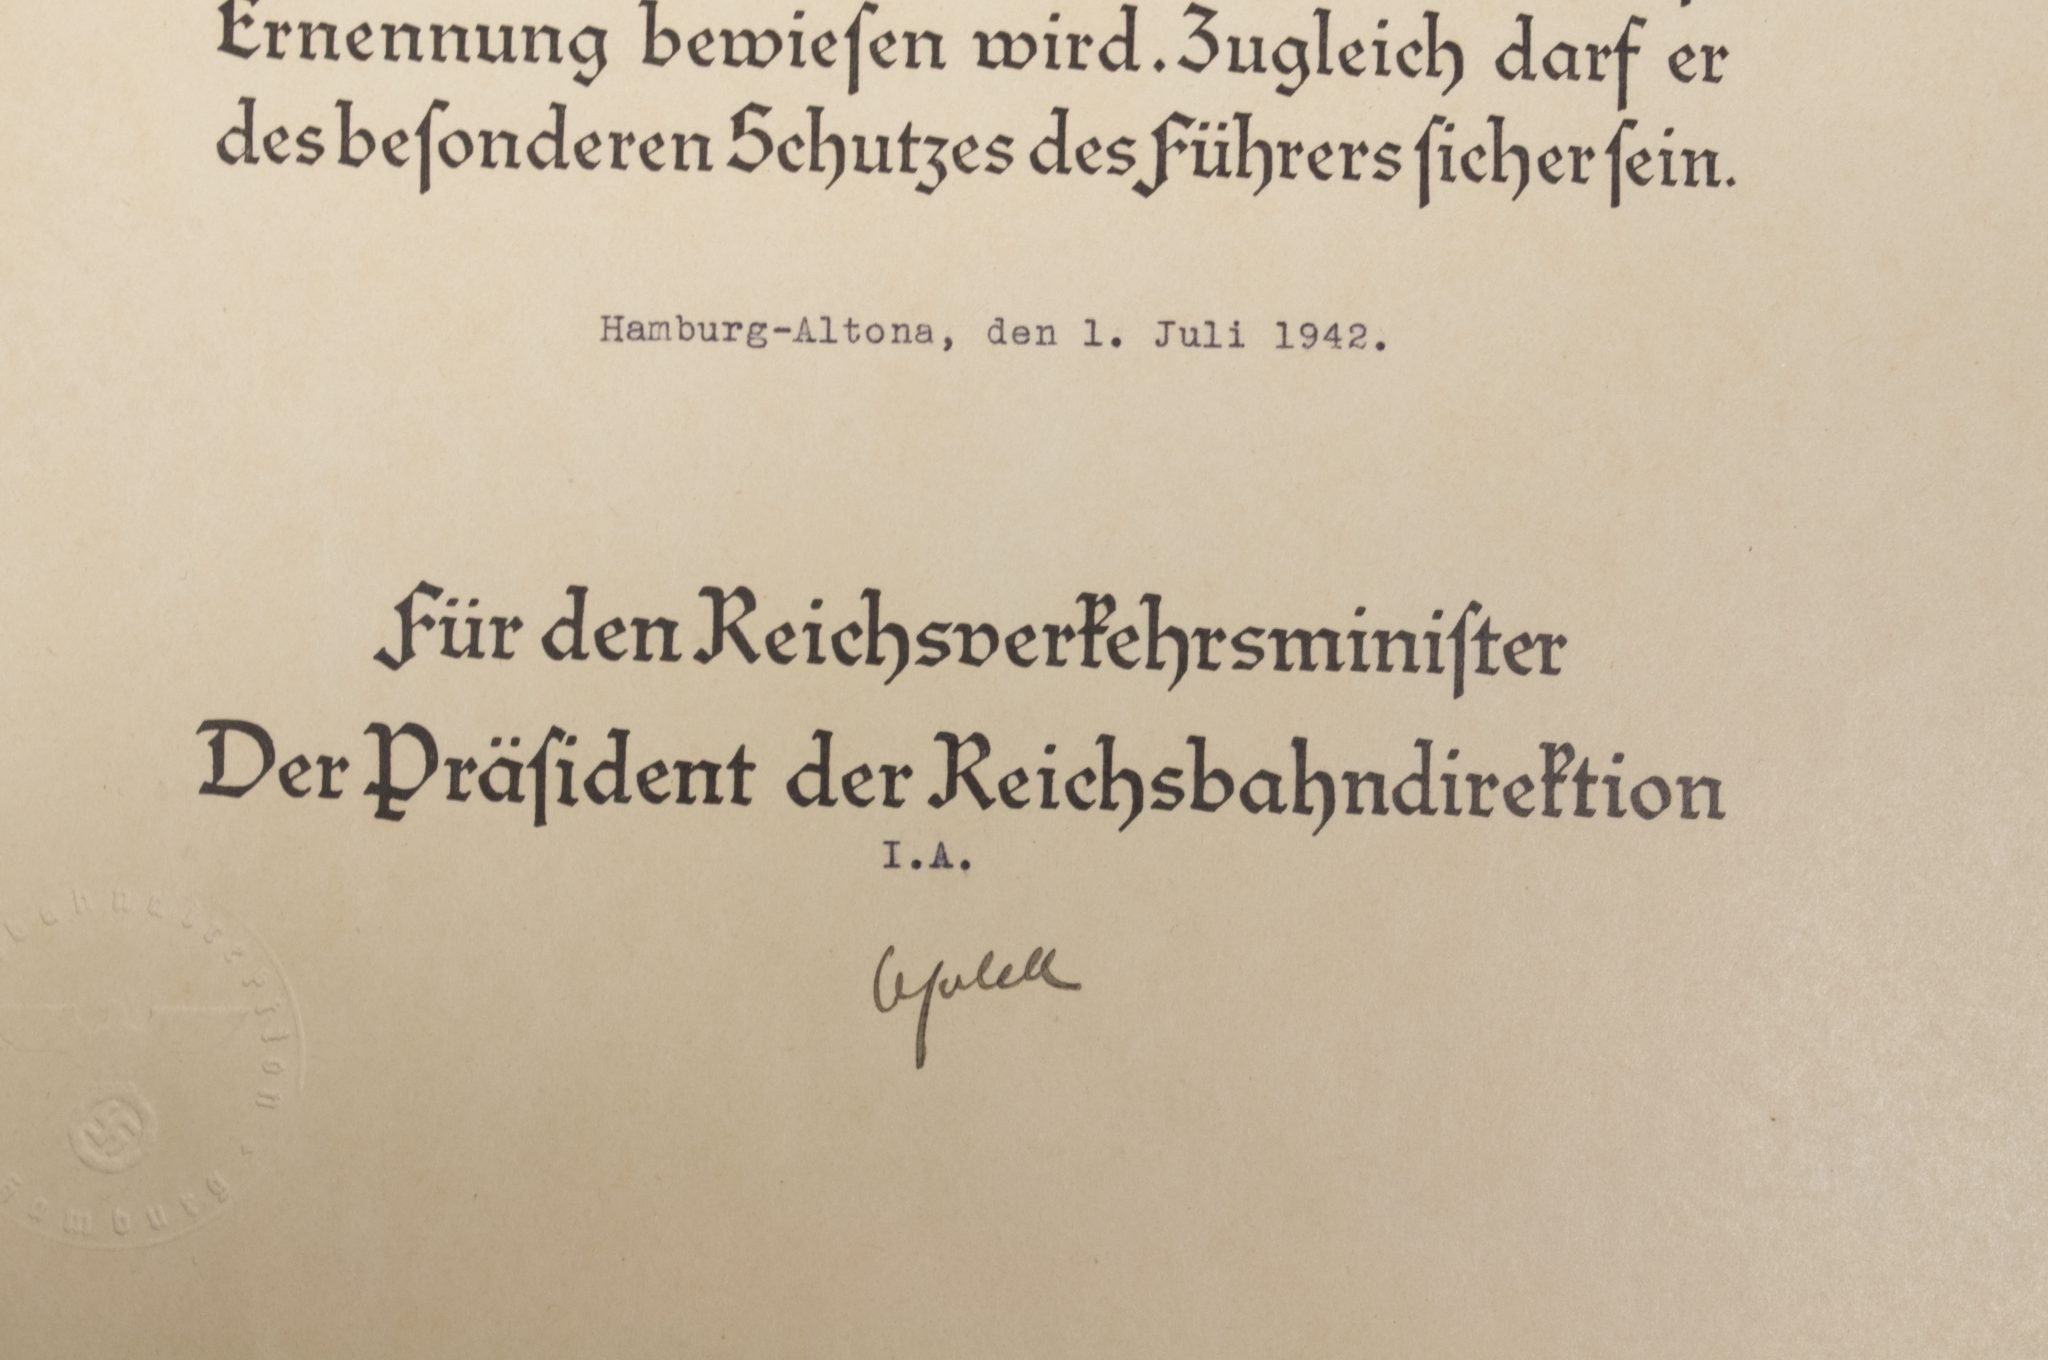 Ernennung bewieſen wird. Zugleich darf er
des beſonderen Schutzes des Führers ſicher ſein.
Hamburg-Altona, den 1. Juli 1942.
Für den Reichsverkehrsminiſter
Der Präſident der Reichsbahndirektion
I.A.
Hamburg